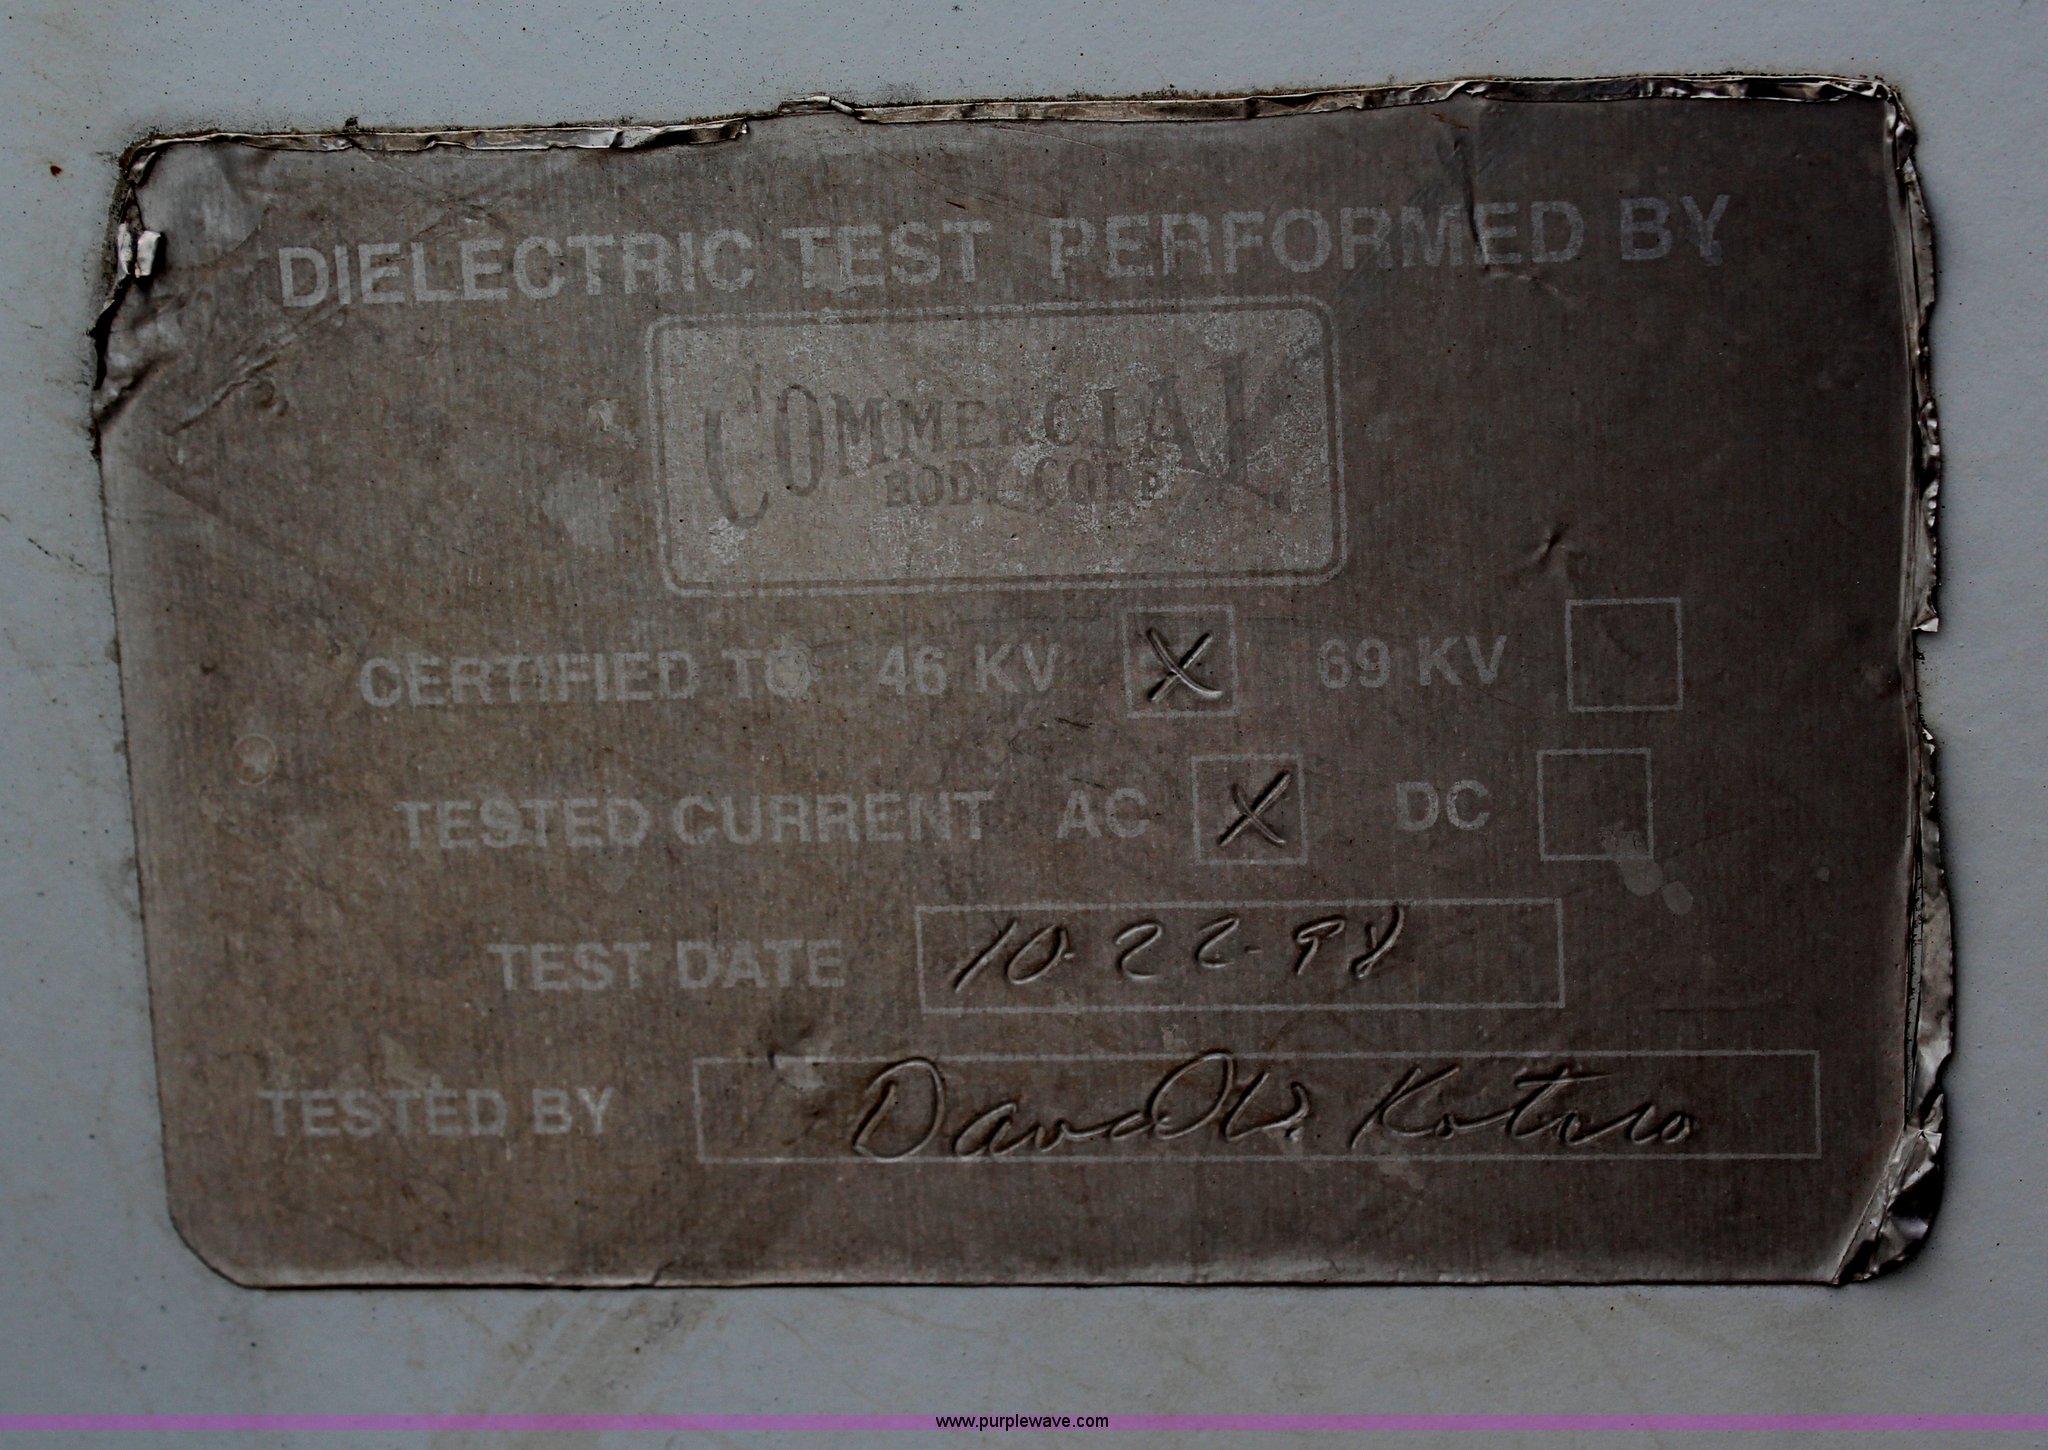 DIELECTRIC TEST PERFORMED BY
COMMERCIAL
BODY CORP.
CERTIFIED TO 46 KV X 69 KV
TESTED CURRENT AC X DC
TEST DATE 10-22-98
TESTED BY David
www.purplewave.com